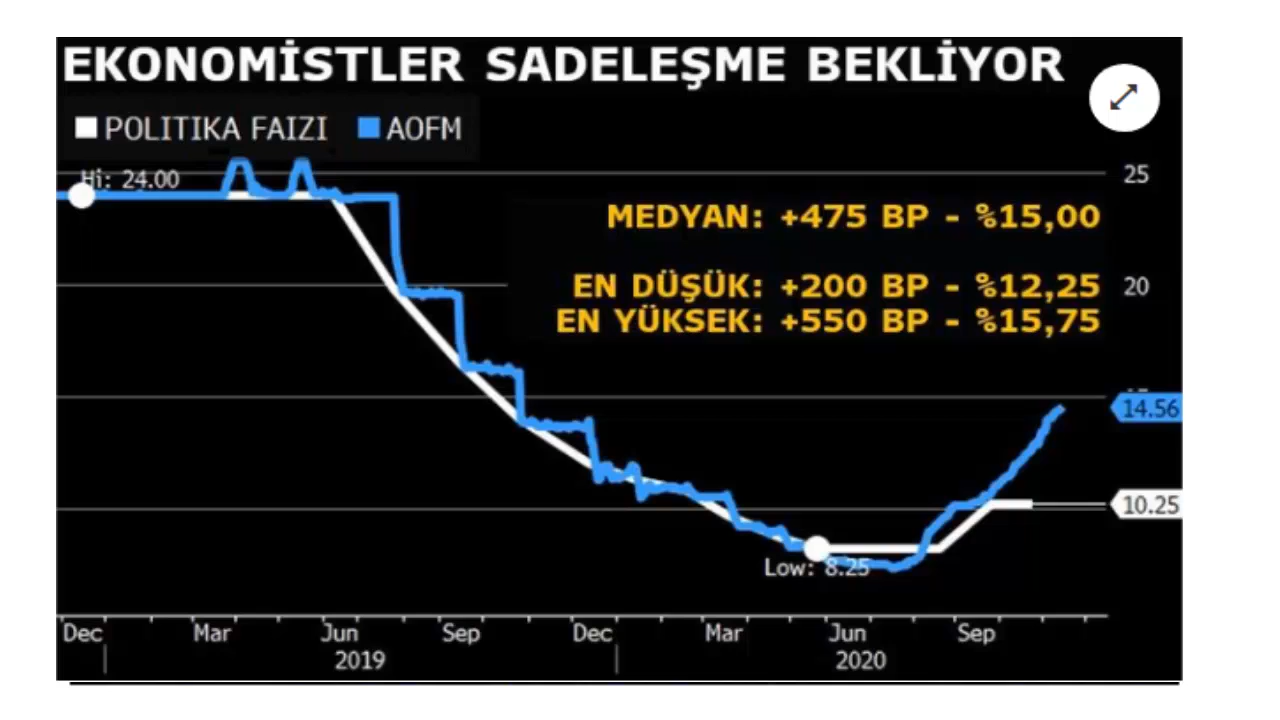 EKONOMİSTLER SADELEŞME BEKLİYOR
POLITIKA FAIZI AOFM
Hi: 24.00
25
MEDYAN: +475 BP - %15,00
EN DÜŞÜK: +200 BP - %12,25
20
EN YÜKSEK: +550 BP - %15,75
14.56
10.25
Low: 8.25
Dec Mar Jun Sep Dec Mar Jun Sep
2019 2020